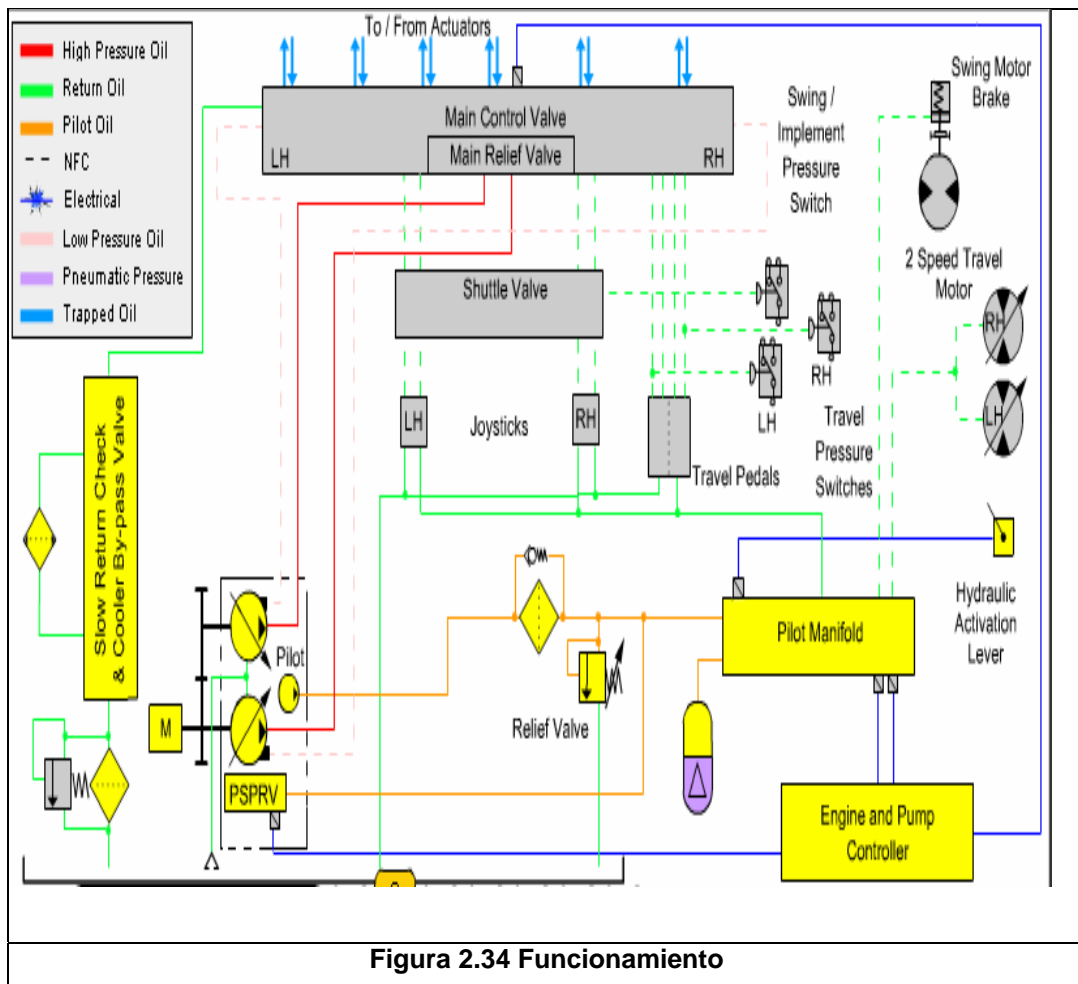 To / From Actuators
High Pressure Oil
Return Oil
Pilot Oil
NFC
Electrical
Low Pressure Oil
Pneumatic Pressure
Trapped Oil
Main Control Valve
LH
Main Relief Valve
RH
Swing /
Implement
Pressure
Switch
Swing Motor
Brake
2 Speed Travel
Motor
RH
LH
Shuttle Valve
RH
LH
Travel
Pressure
Switches
LH
Joysticks
RH
Travel Pedals
Slow Return Check
& Cooler By-pass Valve
Hydraulic
Activation
Lever
Pilot Manifold
Pilot
M
Relief Valve
PSPRV
Engine and Pump
Controller
Figura 2.34 Funcionamiento